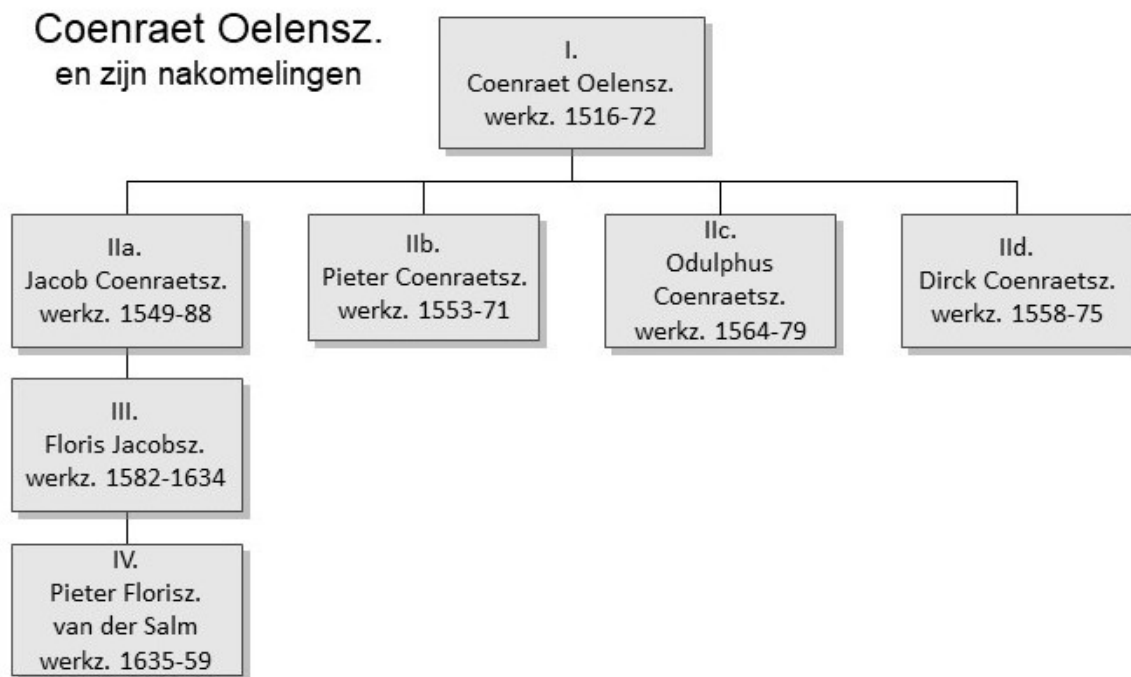 Coenraet Oelensz.
en zijn nakomelingen
I.
Coenraet Oelensz.
werkz. 1516-72
IIa.
Jacob Coenraetsz.
werkz. 1549-88
IIb.
Pieter Coenraetsz.
werkz. 1553-71
IIc.
Odulphus
Coenraetsz.
werkz. 1564-79
IId.
Dirck Coenraetsz.
werkz. 1558-75
III.
Floris Jacobsz.
werkz. 1582-1634
IV.
Pieter Florisz.
van der Salm
werkz. 1635-59